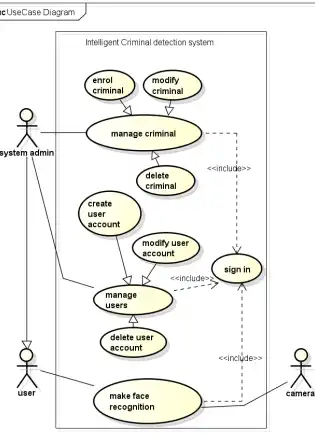 uc UseCase Diagram
Intelligent Criminal detection system
enrol
criminal
modify
criminal
manage criminal
system admin
delete
criminal
<<include>>
create
user
account
modify user
account
sign in
<<include>>
manage
users
delete user
account
<<include>>
user
make face
recognition
camera